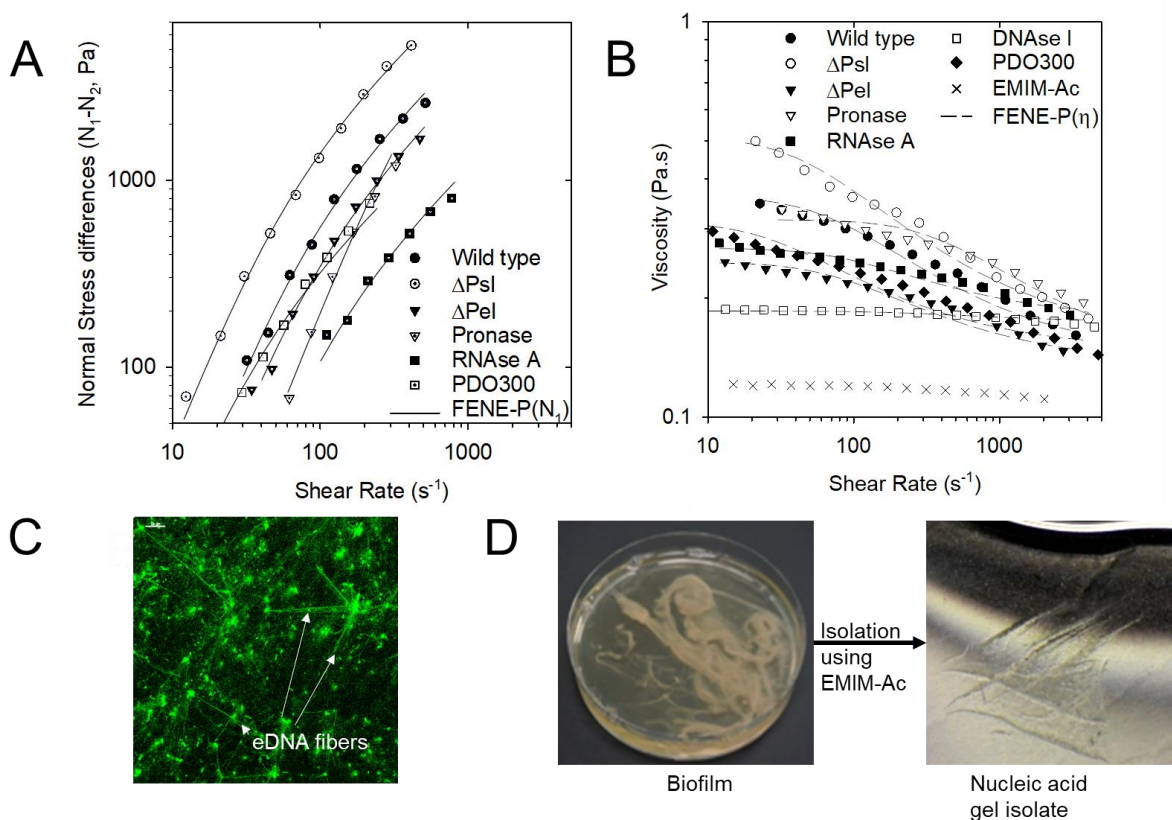 A
Normal Stress differences (N₁-N₂, Pa)
1000
100
10
100
1000
Shear Rate (s⁻¹)
Wild type
ΔPsl
ΔPel
Pronase
RNAse A
PDO300
FENE-P(N₁)
B
Viscosity (Pa.s)
1
0.1
10
100
1000
Shear Rate (s⁻¹)
Wild type
ΔPsl
ΔPel
Pronase
RNAse A
DNAse I
PDO300
EMIM-Ac
FENE-P(η)
C
eDNA fibers
D
Isolation
using
EMIM-Ac
Biofilm
Nucleic acid
gel isolate